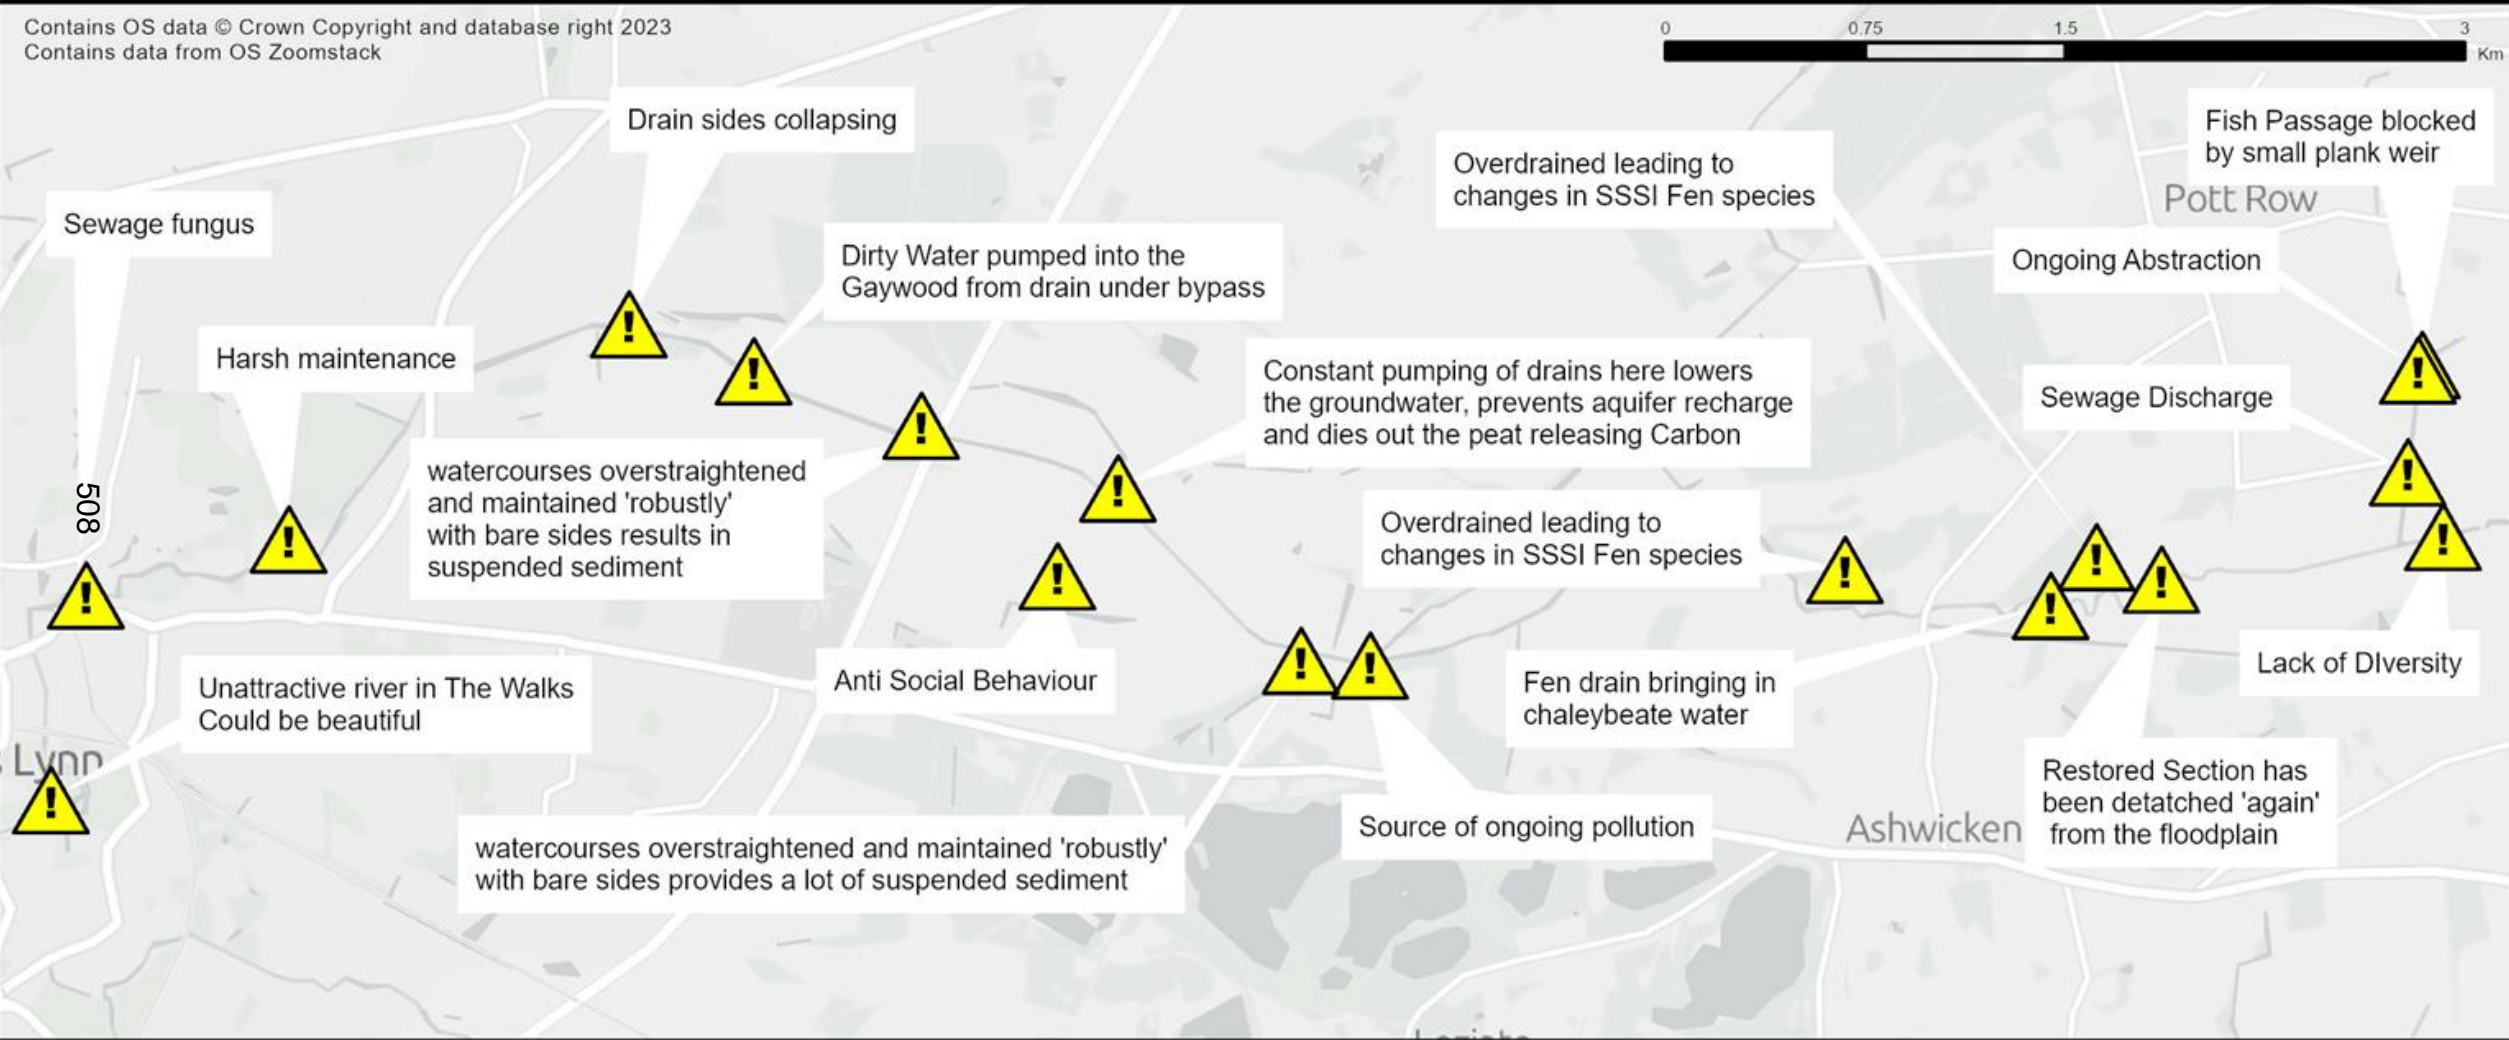 Contains OS data © Crown Copyright and database right 2023
Contains data from OS Zoomstack
0 0.75 1.5 3
Km
Drain sides collapsing
Fish Passage blocked
by small plank weir
Overdrained leading to
changes in SSSI Fen species
Pott Row
Sewage fungus
Dirty Water pumped into the
Gaywood from drain under bypass
Ongoing Abstraction
Harsh maintenance
Constant pumping of drains here lowers
the groundwater, prevents aquifer recharge
and dies out the peat releasing Carbon
Sewage Discharge
508
watercourses overstraightened
and maintained 'robustly'
with bare sides results in
suspended sediment
Overdrained leading to
changes in SSSI Fen species
Unattractive river in The Walks
Could be beautiful
Anti Social Behaviour
Fen drain bringing in
chaleybeate water
Lack of DIversity
s Lynn
Restored Section has
been detatched 'again'
from the floodplain
watercourses overstraightened and maintained 'robustly'
with bare sides provides a lot of suspended sediment
Source of ongoing pollution
Ashwicken